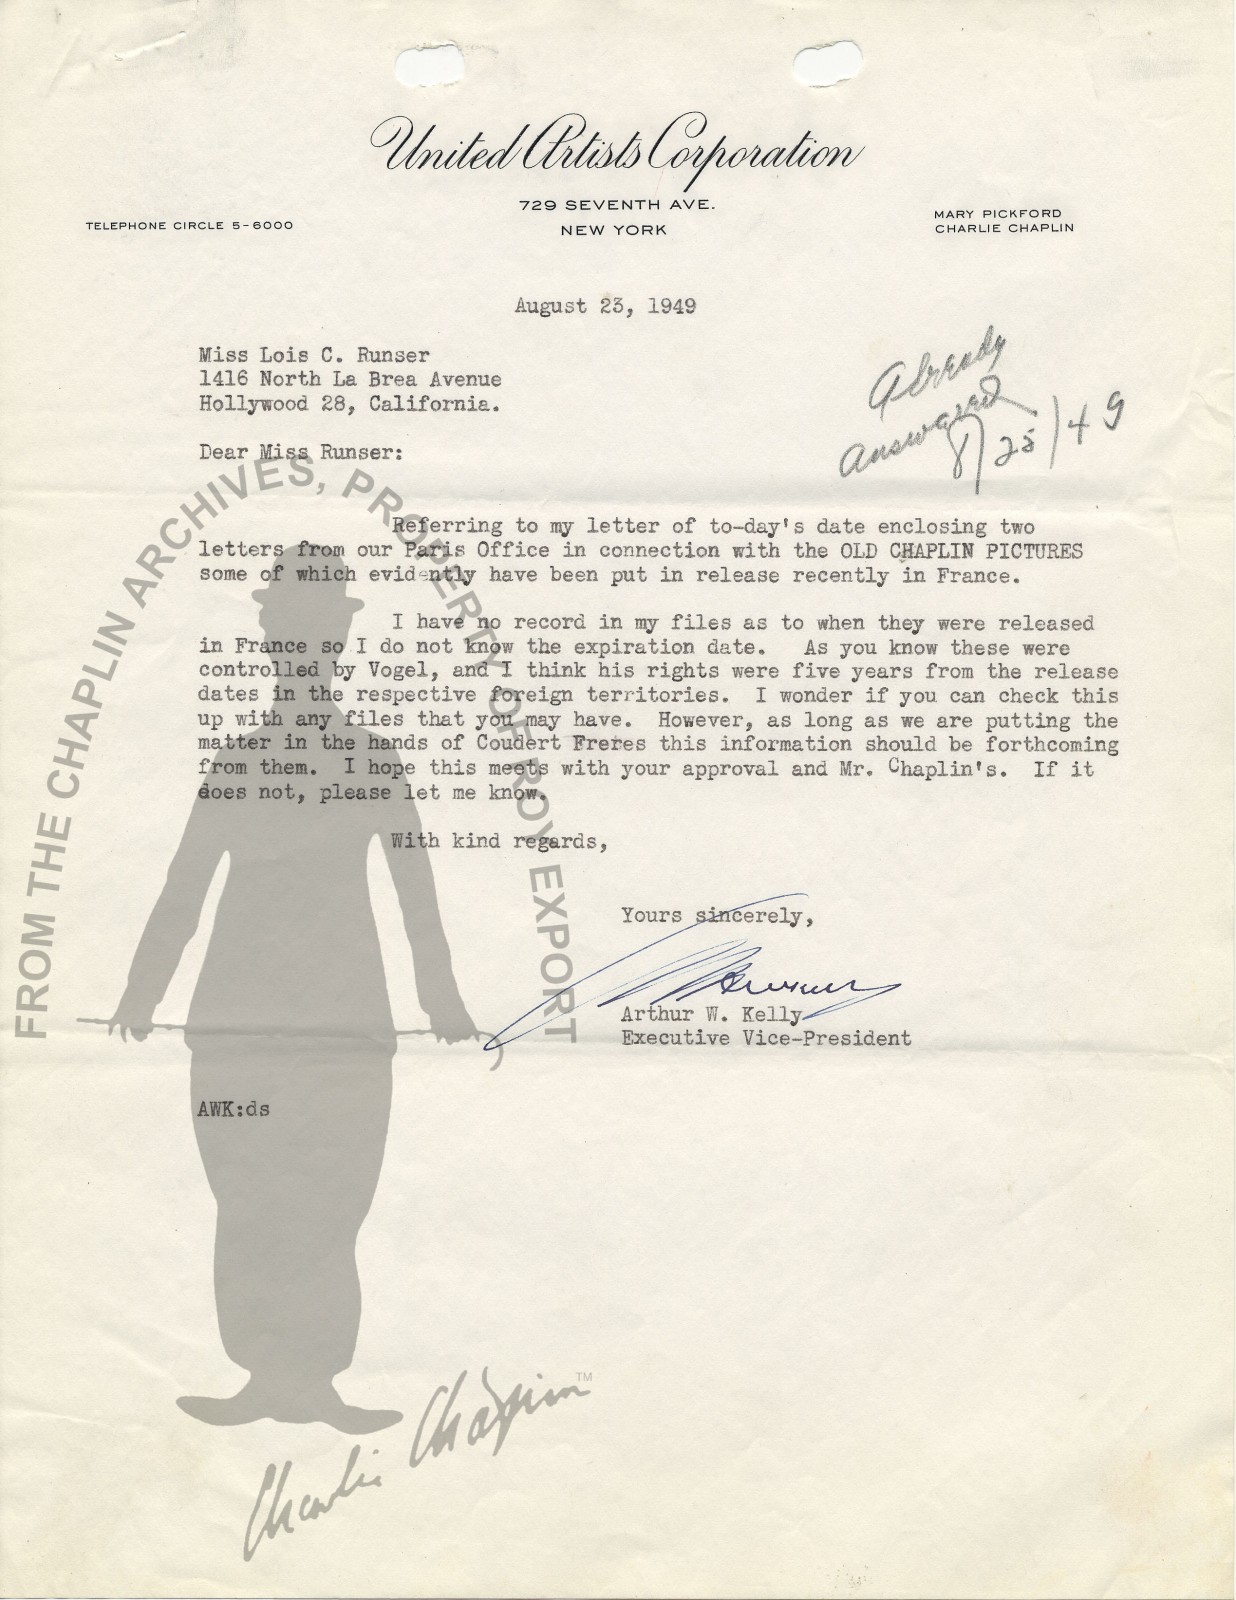 United Artists Corporation
729 SEVENTH AVE.
NEW YORK
TELEPHONE CIRCLE 5-6000
MARY PICKFORD
CHARLIE CHAPLIN
August 23, 1949
Miss Lois C. Runser
1416 North La Brea Avenue
Hollywood 28, California.
Already
Answered
8/25/49
Dear Miss Runser:
Referring to my letter of to-day's date enclosing two
letters from our Paris Office in connection with the OLD CHAPLIN PICTURES
some of which evidently have been put in release recently in France.
I have no record in my files as to when they were released
in France so I do not know the expiration date. As you know these were
controlled by Vogel, and I think his rights were five years from the release
dates in the respective foreign territories. I wonder if you can check this
up with any files that you may have. However, as long as we are putting the
matter in the hands of Coudert Freres this information should be forthcoming
from them. I hope this meets with your approval and Mr. Chaplin's. If it
does not, please let me know.
With kind regards,
Yours sincerely,
Arthur W. Kelly
Executive Vice-President
AWK:ds
FROM THE CHAPLIN ARCHIVES, PROPERTY OF ROY EXPORT
Charlie Chaplin™